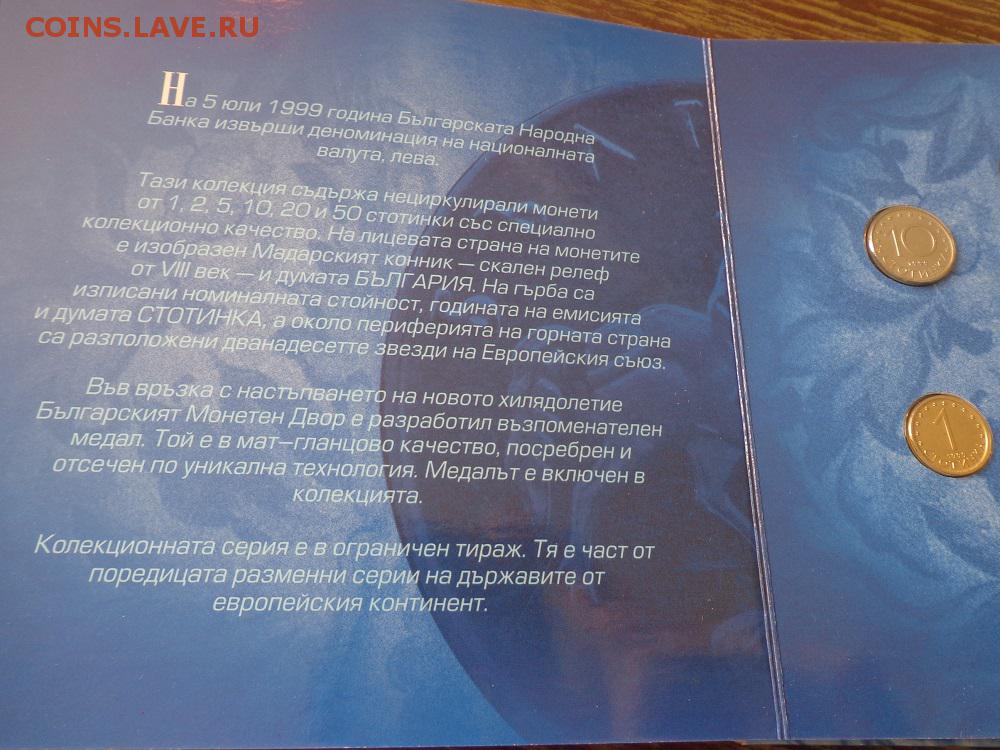 COINS.LAVE.RU
На 5 юли 1999 година Българската Народна
Банка извърши деноминация на националната
валута, лева.
Тази колекция съдържа нециркулирали монети
от 1, 2, 5, 10, 20 и 50 стотинки със специално
колекционно качество. На лицевата страна на монетите
е изобразен Мадарският конник — скален релеф
от VIII век — и думата БЪЛГАРИЯ. На гърба са
изписани номиналната стойност, годината на емисията
и думата СТОТИНКА, а около периферията на горната страна
са разположени дванадесетте звезди на Европейския съюз.
Във връзка с настъпването на новото хилядолетие
Българският Монетен Двор е разработил възпоменателен
медал. Той е в мат–гланцово качество, посребрен и
отсечен по уникална технология. Медалът е включен в
колекцията.
Колекционната серия е в ограничен тираж. Тя е част от
поредицата разменни серии на държавите от
европейския континент.
10
1